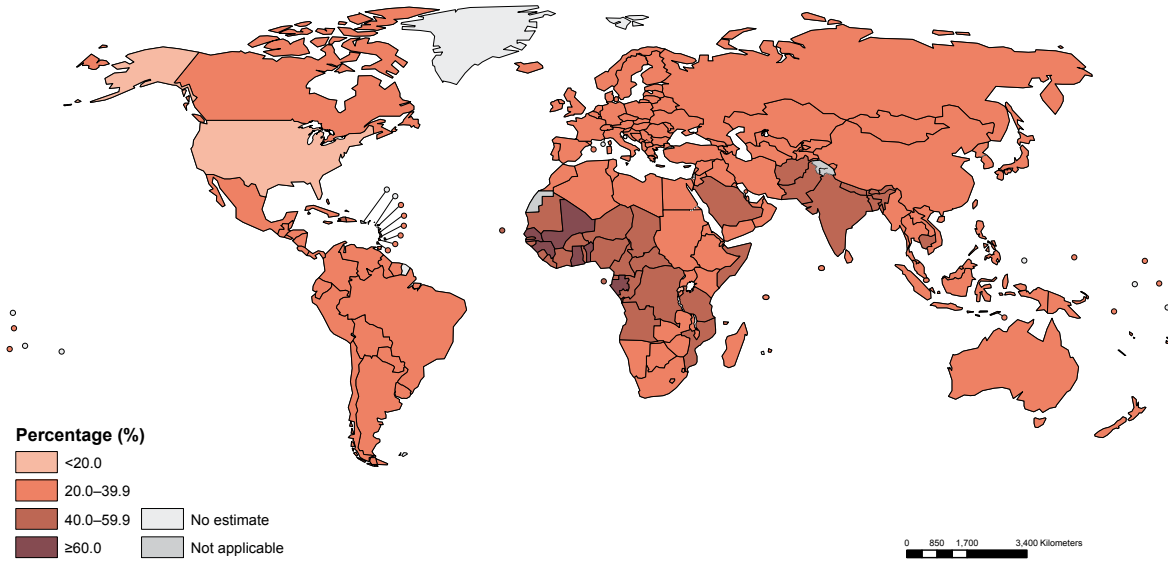 Percentage (%)
<20.0
20.0–39.9
40.0–59.9
≥60.0
No estimate
Not applicable
0 850 1,700 3,400 Kilometers